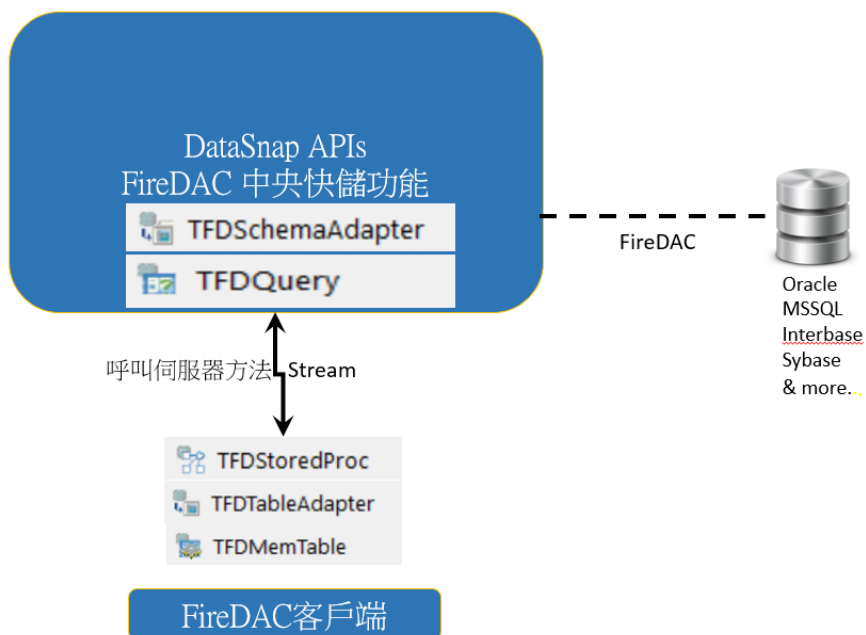 DataSnap APIs
FireDAC 中央快儲功能
TFDSchemaAdapter
TFDQuery
FireDAC
Oracle
MSSQL
Interbase
Sybase
& more..
呼叫伺服器方法 Stream
TFDStoredProc
TFDTableAdapter
TFDMemTable
FireDAC客戶端